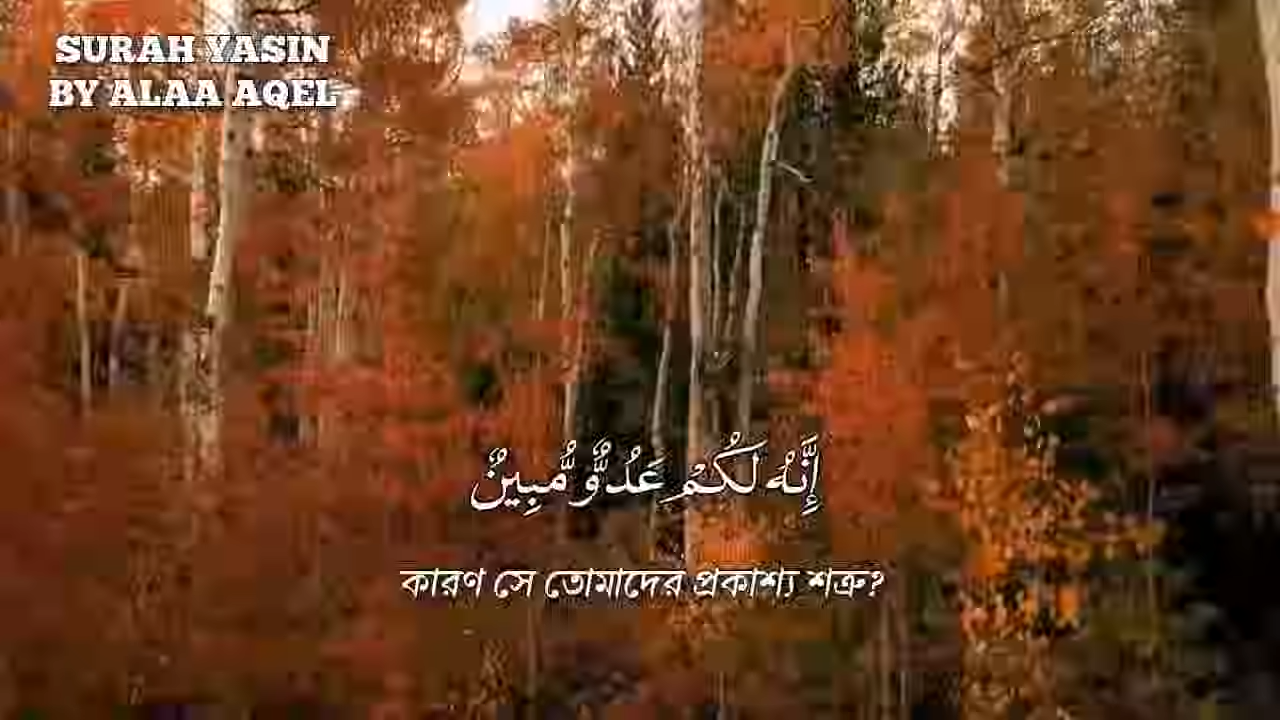 SURAH YASIN
BY ALAA AQEL
إِنَّهُ لَكُمْ عَدُوٌّ مُّبِينٌ
কারণ সে তোমাদের প্রকাশ্য শত্রু?